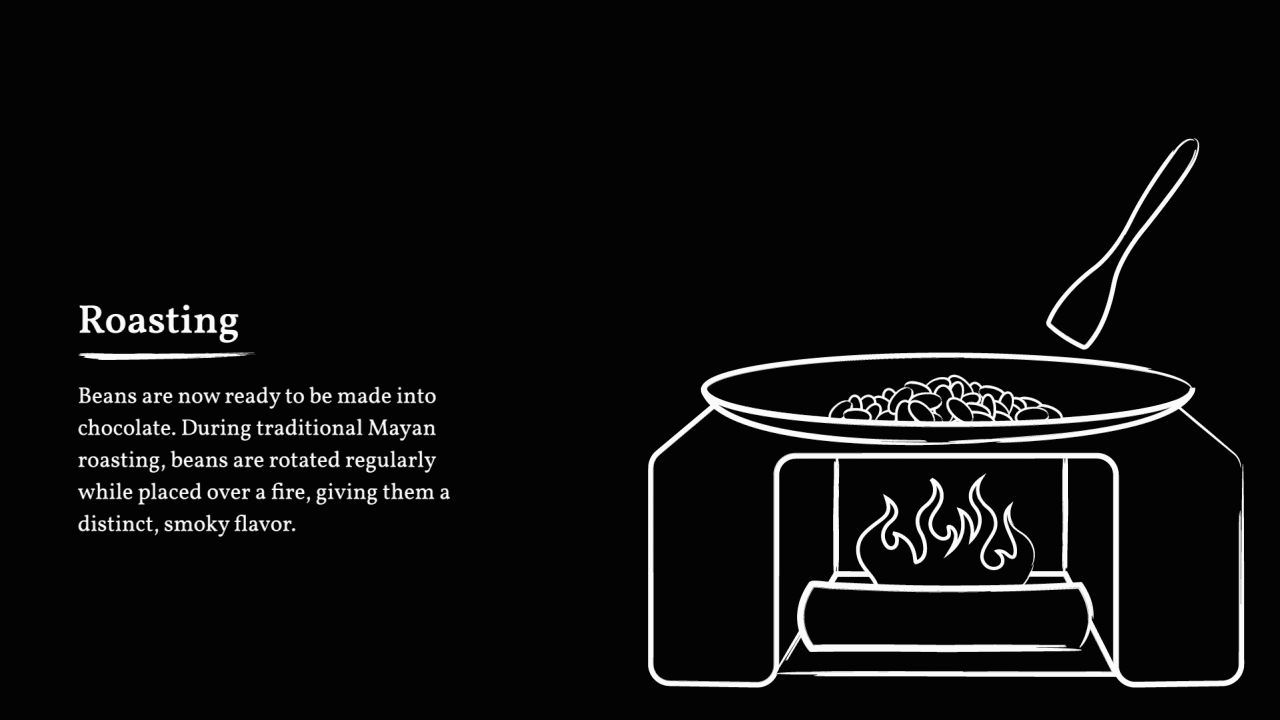 Roasting
Beans are now ready to be made into
chocolate. During traditional Mayan
roasting, beans are rotated regularly
while placed over a fire, giving them a
distinct, smoky flavor.